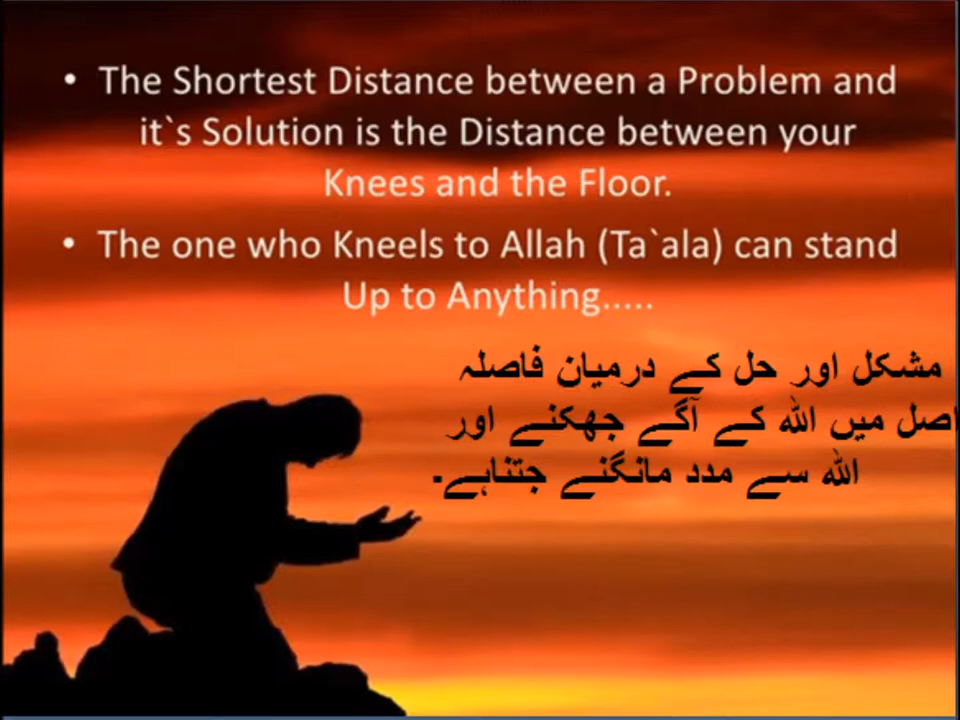 • The Shortest Distance between a Problem and
it`s Solution is the Distance between your
Knees and the Floor.
• The one who Kneels to Allah (Ta`ala) can stand
Up to Anything.....
مشکل اور حل کے درمیان فاصلہ
اصل میں اللہ کے آگے جھکنے اور
اللہ سے مدد مانگنے جتناہے۔